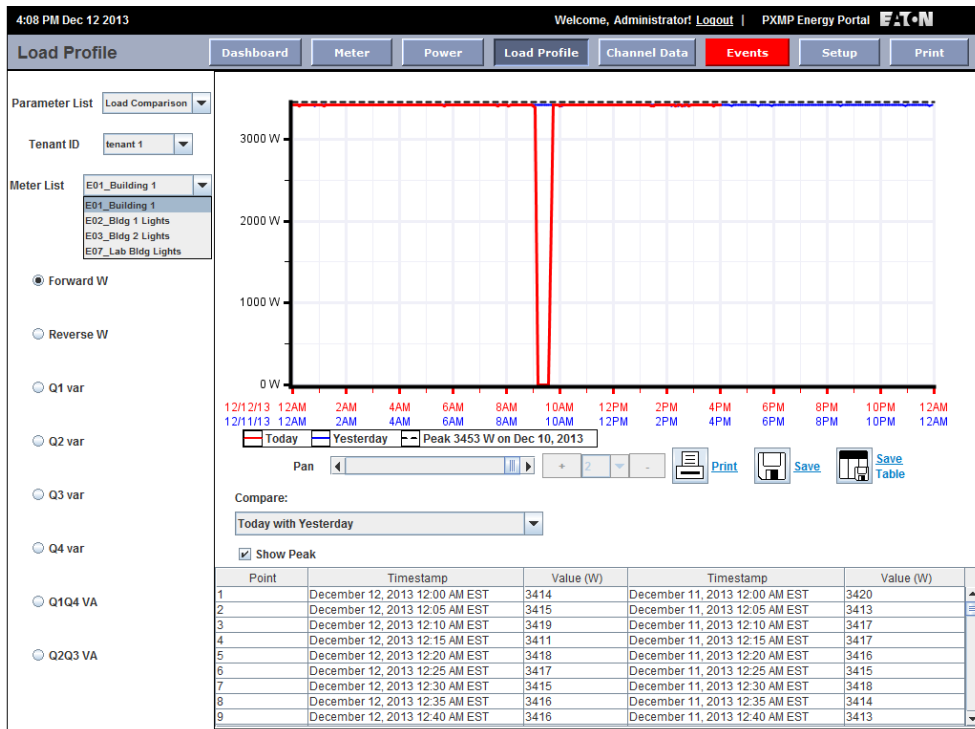 4:08 PM Dec 12 2013 Welcome, Administrator! Logout | PXMP Energy Portal EATON
Load Profile Dashboard Meter Power Load Profile Channel Data Events Setup Print
Parameter List Load Comparison
Tenant ID tenant 1
Meter List E01_Building 1
E01_Building 1
E02_Bldg 1 Lights
E03_Bldg 2 Lights
E07_Lab Bldg Lights
Forward W
Reverse W
Q1 var
Q2 var
Q3 var
Q4 var
Q1Q4 VA
Q2Q3 VA
3000 W
2000 W
1000 W
0 W
12/12/13 12AM 2AM 4AM 6AM 8AM 10AM 12PM 2PM 4PM 6PM 8PM 10PM 12AM
12/11/13 12AM 2AM 4AM 6AM 8AM 10AM 12PM 2PM 4PM 6PM 8PM 10PM 12AM
Today Yesterday Peak 3453 W on Dec 10, 2013
Pan + 2 - Print Save Save
Table
Compare:
Today with Yesterday
Show Peak
Point Timestamp Value (W) Timestamp Value (W)
1 December 12, 2013 12:00 AM EST 3414 December 11, 2013 12:00 AM EST 3420
2 December 12, 2013 12:05 AM EST 3415 December 11, 2013 12:05 AM EST 3413
3 December 12, 2013 12:10 AM EST 3419 December 11, 2013 12:10 AM EST 3417
4 December 12, 2013 12:15 AM EST 3411 December 11, 2013 12:15 AM EST 3417
5 December 12, 2013 12:20 AM EST 3418 December 11, 2013 12:20 AM EST 3416
6 December 12, 2013 12:25 AM EST 3417 December 11, 2013 12:25 AM EST 3415
7 December 12, 2013 12:30 AM EST 3415 December 11, 2013 12:30 AM EST 3418
8 December 12, 2013 12:35 AM EST 3416 December 11, 2013 12:35 AM EST 3414
9 December 12, 2013 12:40 AM EST 3416 December 11, 2013 12:40 AM EST 3413